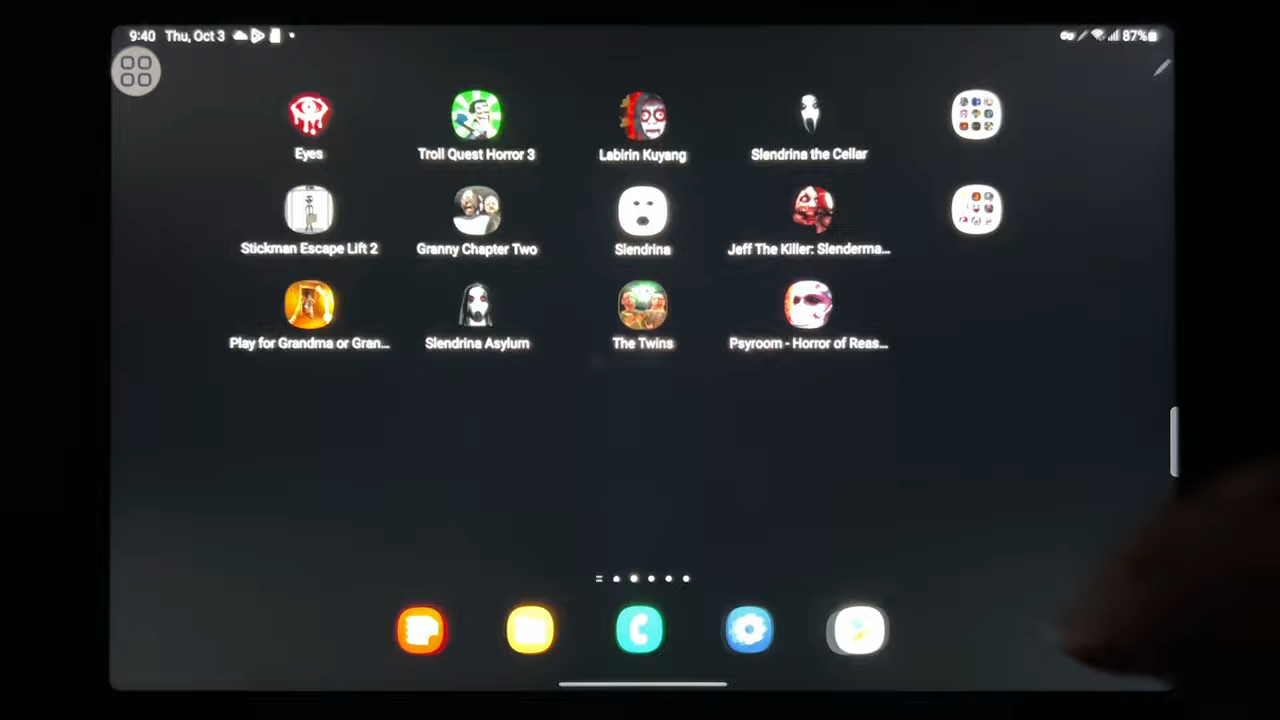 9:40 Thu, Oct 3 87%
Eyes
Troll Quest Horror 3
Labirin Kuyang
Slendrina the Cellar
Stickman Escape Lift 2
Granny Chapter Two
Slendrina
Jeff The Killer: Slenderma...
Play for Grandma or Gran...
Slendrina Asylum
The Twins
Psyroom - Horror of Reas...